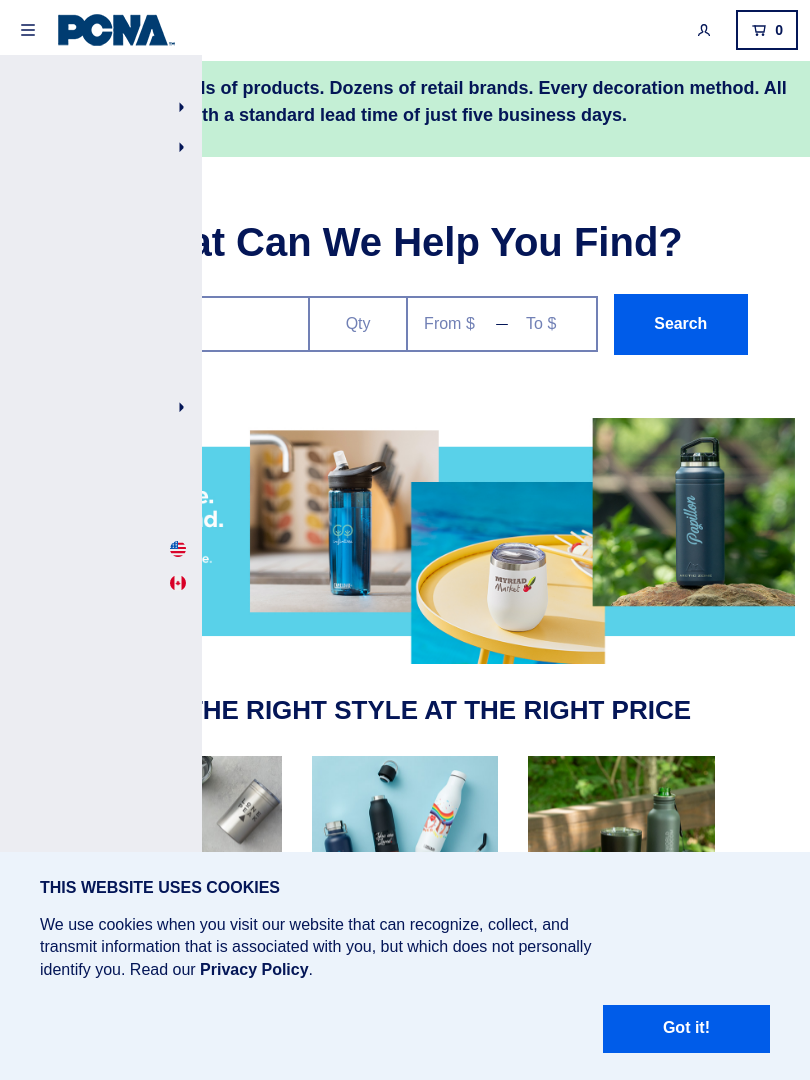 PCNA
0
of products. Dozens of retail brands. Every decoration method. All
a standard lead time of just five business days.
Can We Help You Find?
Qty
From $
To $
Search
CAMELBAK
MYRIAD
Market
Papillon
THE RIGHT STYLE AT THE RIGHT PRICE
LONE
PEAK
THIS WEBSITE USES COOKIES
We use cookies when you visit our website that can recognize, collect, and
transmit information that is associated with you, but which does not personally
identify you. Read our Privacy Policy.
Got it!